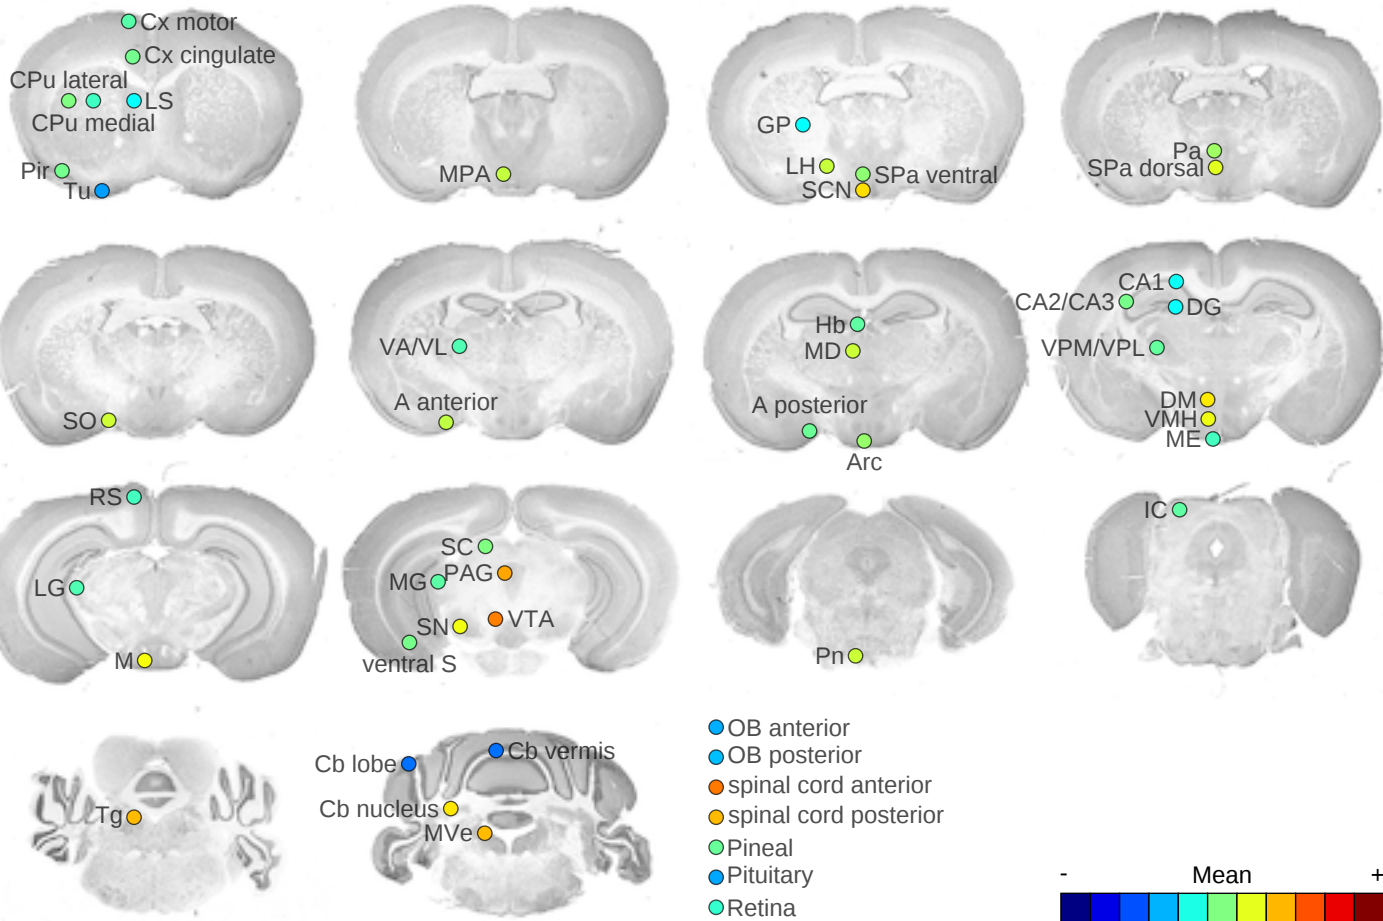 Cx motor
Cx cingulate
CPu lateral
LS
CPu medial
Pir
Tu
MPA
GP
LH
SPa ventral
SCN
Pa
SPa dorsal
SO
VA/VL
A anterior
Hb
MD
A posterior
Arc
CA1
CA2/CA3
DG
VPM/VPL
DM
VMH
ME
RS
LG
M
SC
MG
PAG
SN
VTA
ventral S
Pn
IC
Tg
Cb lobe
Cb vermis
Cb nucleus
MVe
OB anterior
OB posterior
spinal cord anterior
spinal cord posterior
Pineal
Pituitary
Retina
- Mean +